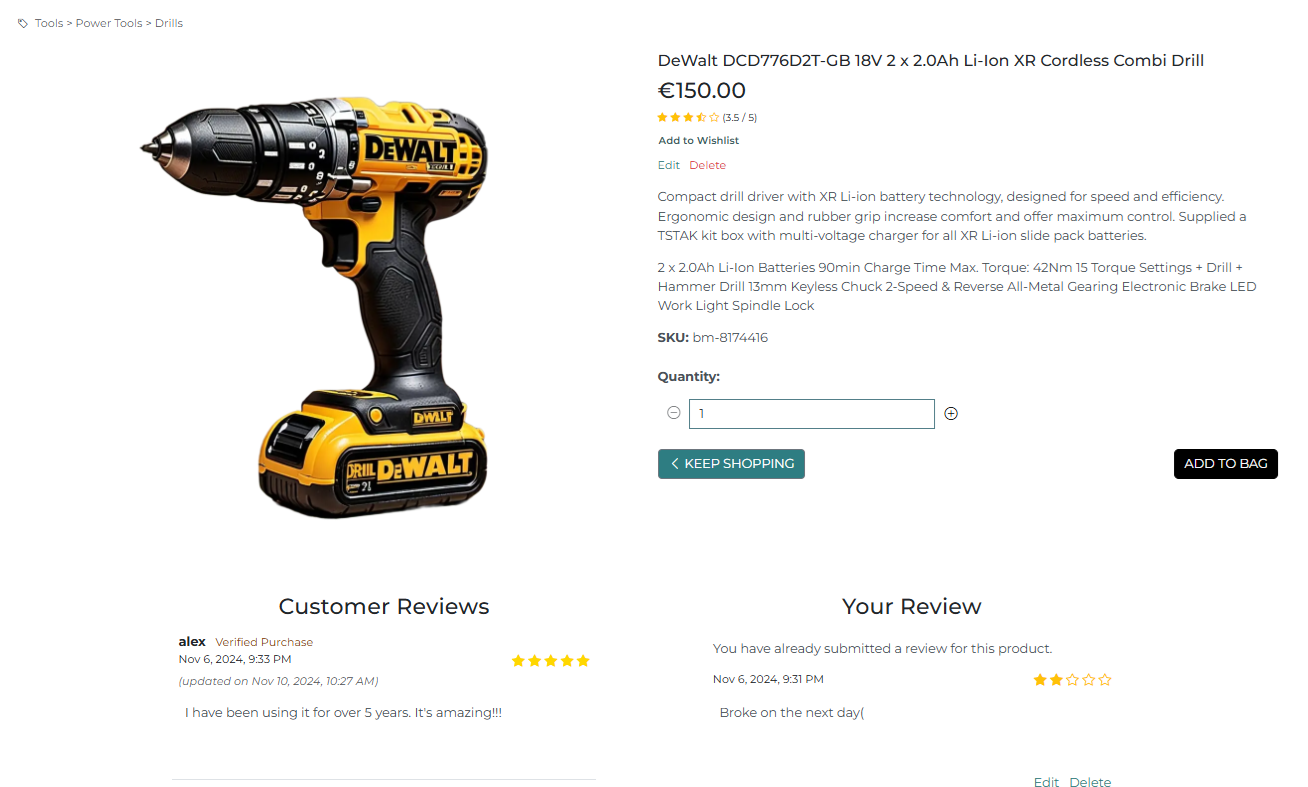 Tools > Power Tools > Drills
DeWalt DCD776D2T-GB 18V 2 x 2.0Ah Li-Ion XR Cordless Combi Drill
€150.00
(3.5 / 5)
Add to Wishlist
Edit Delete
Compact drill driver with XR Li-ion battery technology, designed for speed and efficiency.
Ergonomic design and rubber grip increase comfort and offer maximum control. Supplied a
TSTAK kit box with multi-voltage charger for all XR Li-ion slide pack batteries.
2 x 2.0Ah Li-Ion Batteries 90min Charge Time Max. Torque: 42Nm 15 Torque Settings + Drill +
Hammer Drill 13mm Keyless Chuck 2-Speed & Reverse All-Metal Gearing Electronic Brake LED
Work Light Spindle Lock
SKU: bm-8174416
Quantity:
1
KEEP SHOPPING
ADD TO BAG
DEWALT
DEWALT
DRIL DEWALT
Customer Reviews
alex Verified Purchase
Nov 6, 2024, 9:33 PM
(updated on Nov 10, 2024, 10:27 AM)
I have been using it for over 5 years. It's amazing!!!
Your Review
You have already submitted a review for this product.
Nov 6, 2024, 9:31 PM
Broke on the next day(
Edit Delete